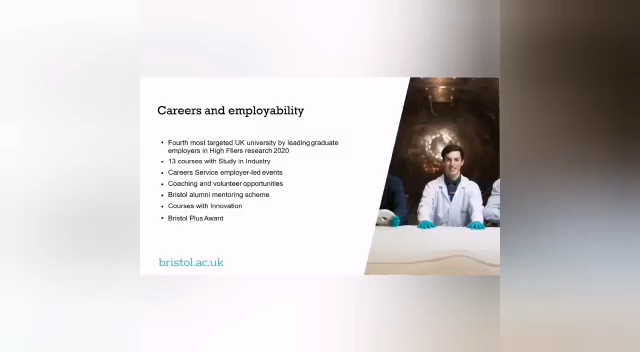 Careers and employability
• Fourth most targeted UK university by leading graduate
employers in High Fliers research 2020
• 13 courses with Study in Industry
• Careers Service employer-led events
• Coaching and volunteer opportunities
• Bristol alumni mentoring scheme
• Courses with Innovation
• Bristol Plus Award
bristol.ac.uk